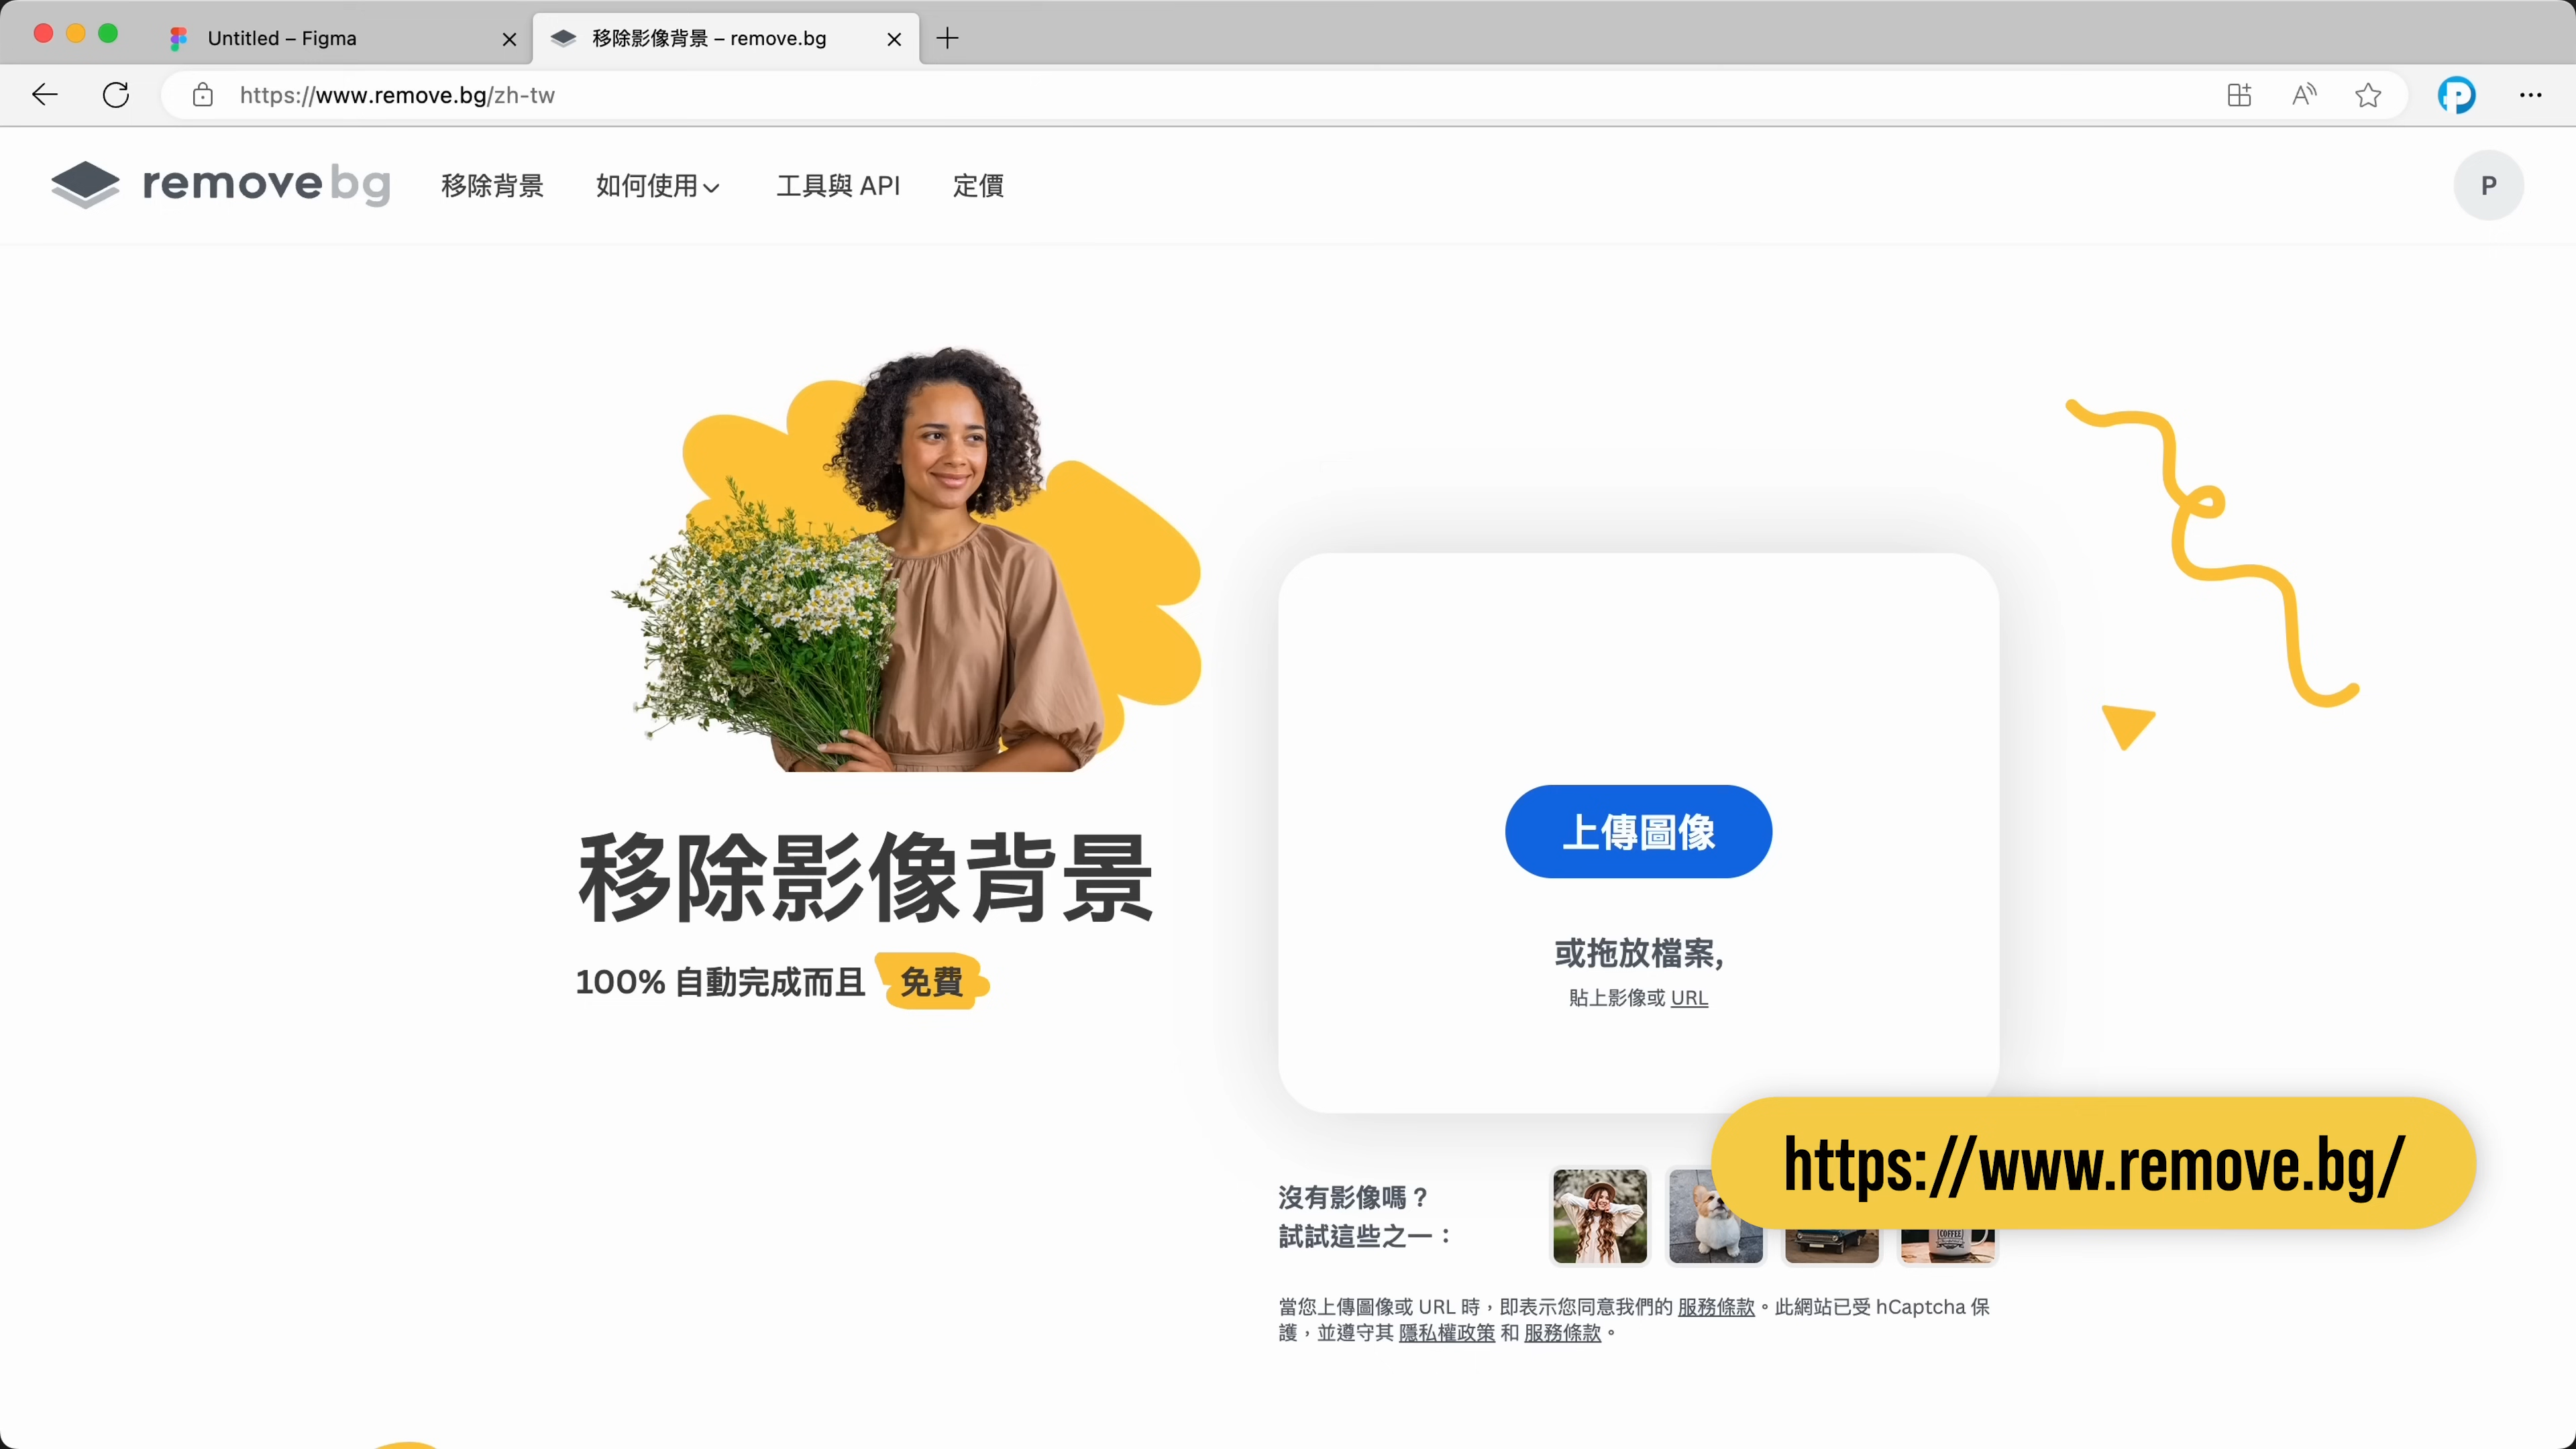 Untitled – Figma
移除影像背景 – remove.bg
https://www.remove.bg/zh-tw
removebg
移除背景
如何使用
工具與 API
定價
P
移除影像背景
100% 自動完成而且 免費
上傳圖像
或拖放檔案,
貼上影像或 URL
https://www.remove.bg/
沒有影像嗎？
試試這些之一：
COFFEE
當您上傳圖像或 URL 時，即表示您同意我們的 服務條款。此網站已受 hCaptcha 保
護，並遵守其 隱私權政策 和 服務條款。